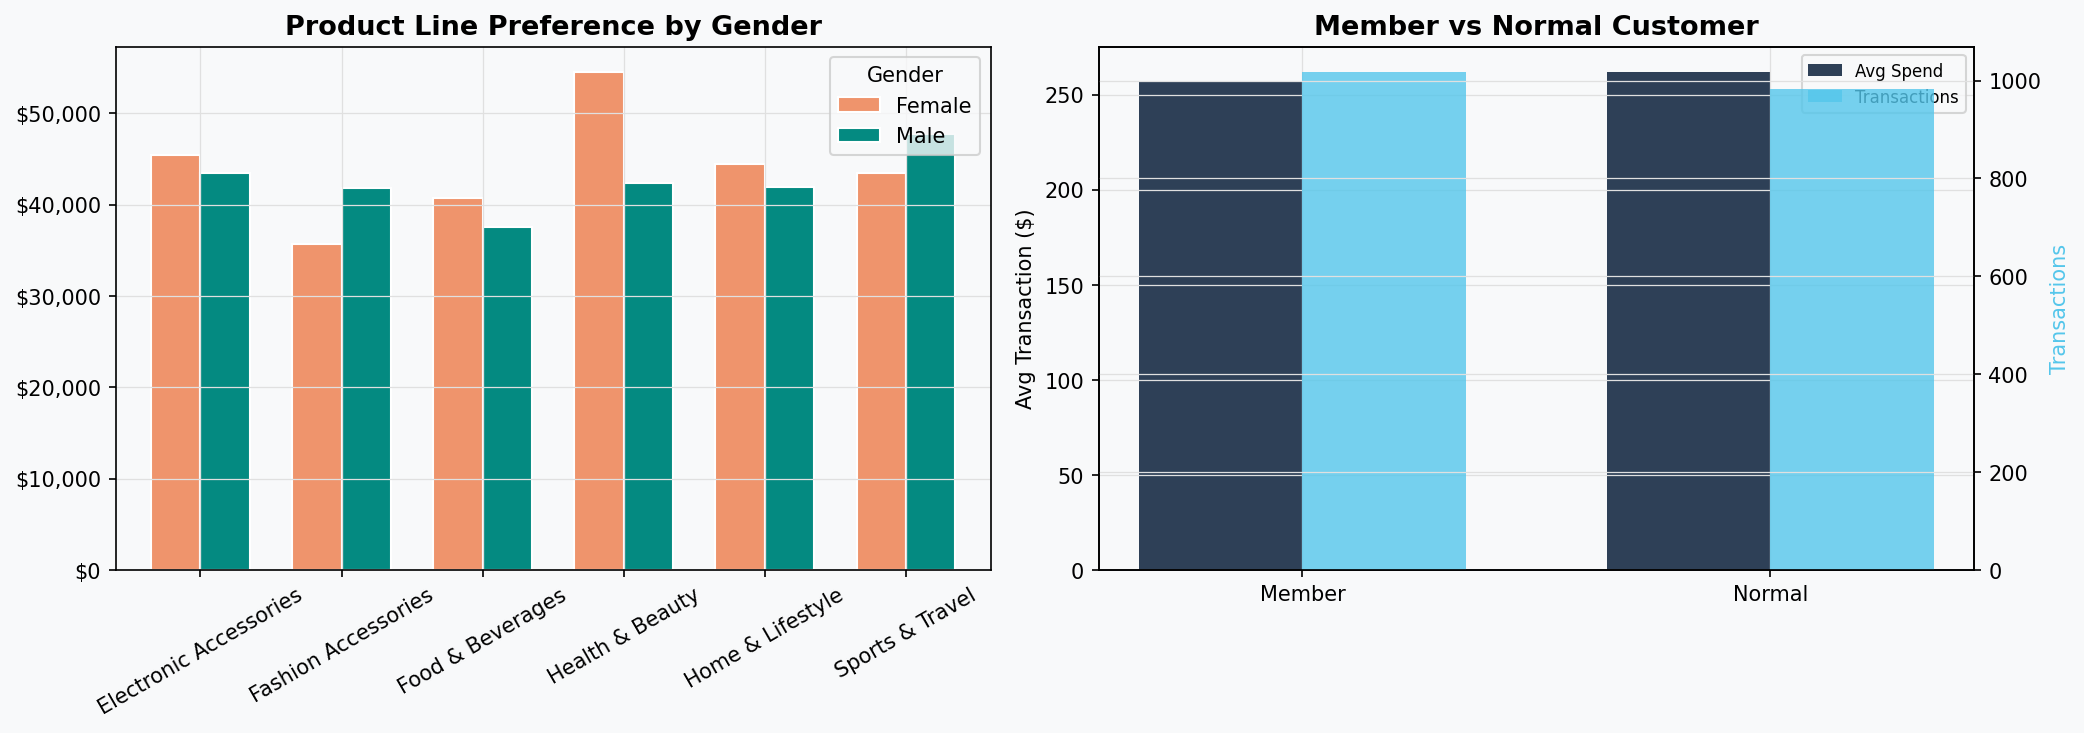 Product Line Preference by Gender
$50,000
$40,000
$30,000
$20,000
$10,000
$0
Gender
Female
Male
Electronic Accessories
Fashion Accessories
Food & Beverages
Health & Beauty
Home & Lifestyle
Sports & Travel
Member vs Normal Customer
Avg Transaction ($)
250
200
150
100
50
0
Avg Spend
Transactions
1000
800
600
400
200
0
Transactions
Member
Normal